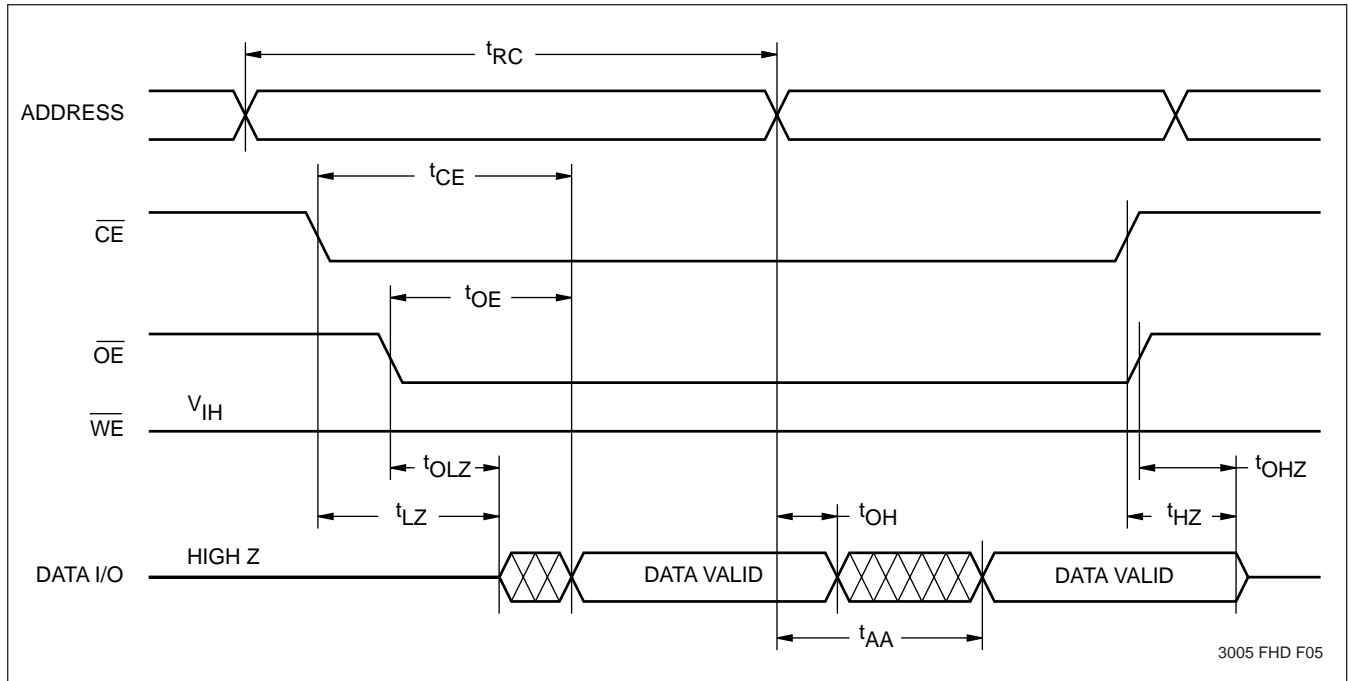 tRC
ADDRESS
tCE
CE
tOE
OE
VIH
WE
tOLZ
tOHZ
tLZ
tOH
tHZ
HIGH Z
DATA I/O
DATA VALID
DATA VALID
tAA
3005 FHD F05